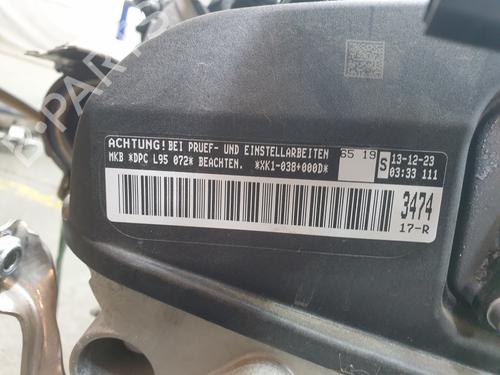 ACHTUNG! BEI PRUEF- UND EINSTELLARBEITEN
MKB *DPC L95 072* BEACHTEN. *XK1-038+000D*
65 19
S
13-12-23
03:33 111
3474
17-R